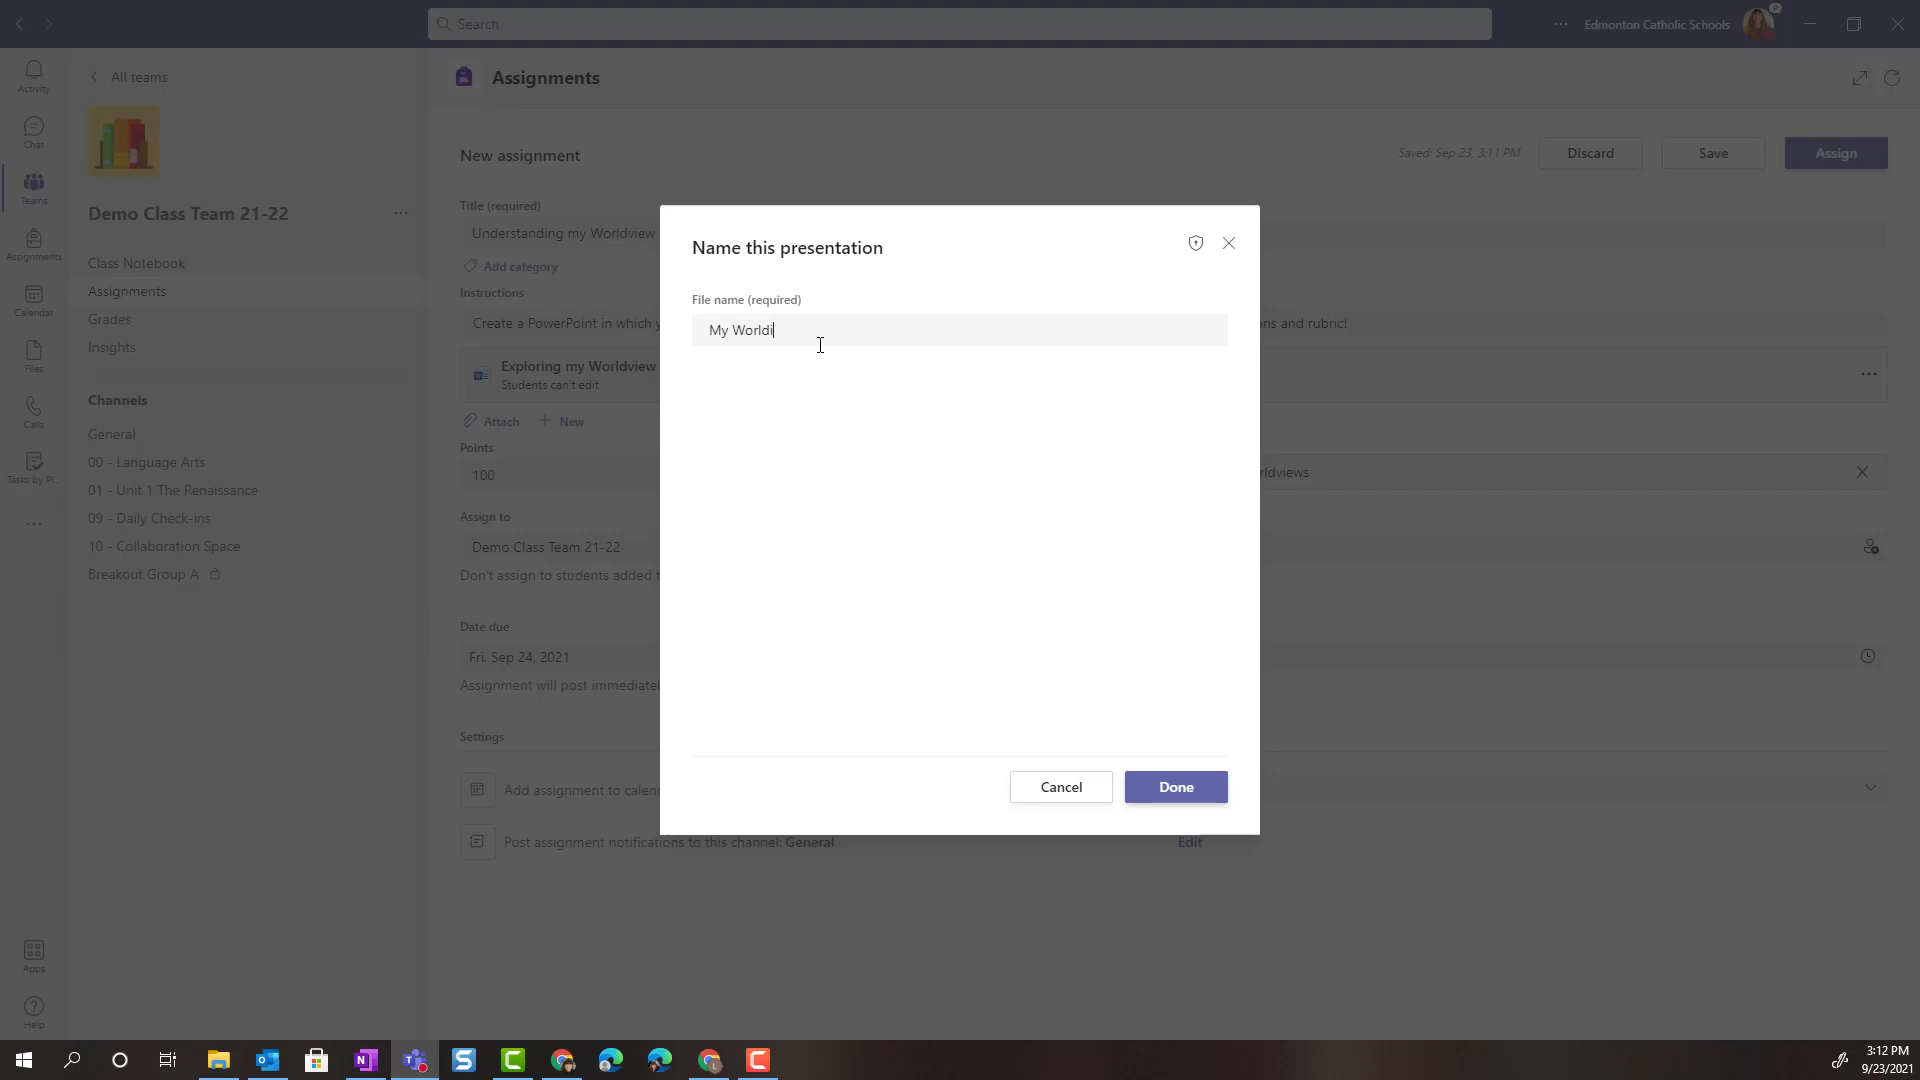 Search
Edmonton Catholic Schools
Activity
Chat
Teams
Assignments
Calendar
Files
Calls
Tasks by Pl...
Apps
Help
All teams
Demo Class Team 21-22
Class Notebook
Assignments
Grades
Insights
Channels
General
00 - Language Arts
01 - Unit 1 The Renaissance
09 - Daily Check-ins
10 - Collaboration Space
Breakout Group A
Assignments
New assignment
Saved: Sep 23, 3:11 PM
Discard
Save
Assign
Title (required)
Understanding my Worldview
Add category
Instructions
Create a PowerPoint in which y
ns and rubric!
Exploring my Worldview
Students can't edit
Attach
New
Points
100
rldviews
Assign to
Demo Class Team 21-22
Don't assign to students added t
Date due
Fri, Sep 24, 2021
Assignment will post immediatel
Settings
Add assignment to calen
Post assignment notifications to this channel: General
Edit
Name this presentation
File name (required)
My Worldi
Cancel
Done
3:12 PM
9/23/2021